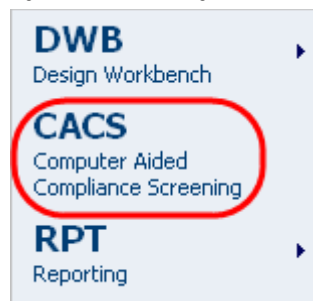 DWB
Design Workbench
CACS
Computer Aided
Compliance Screening
RPT
Reporting